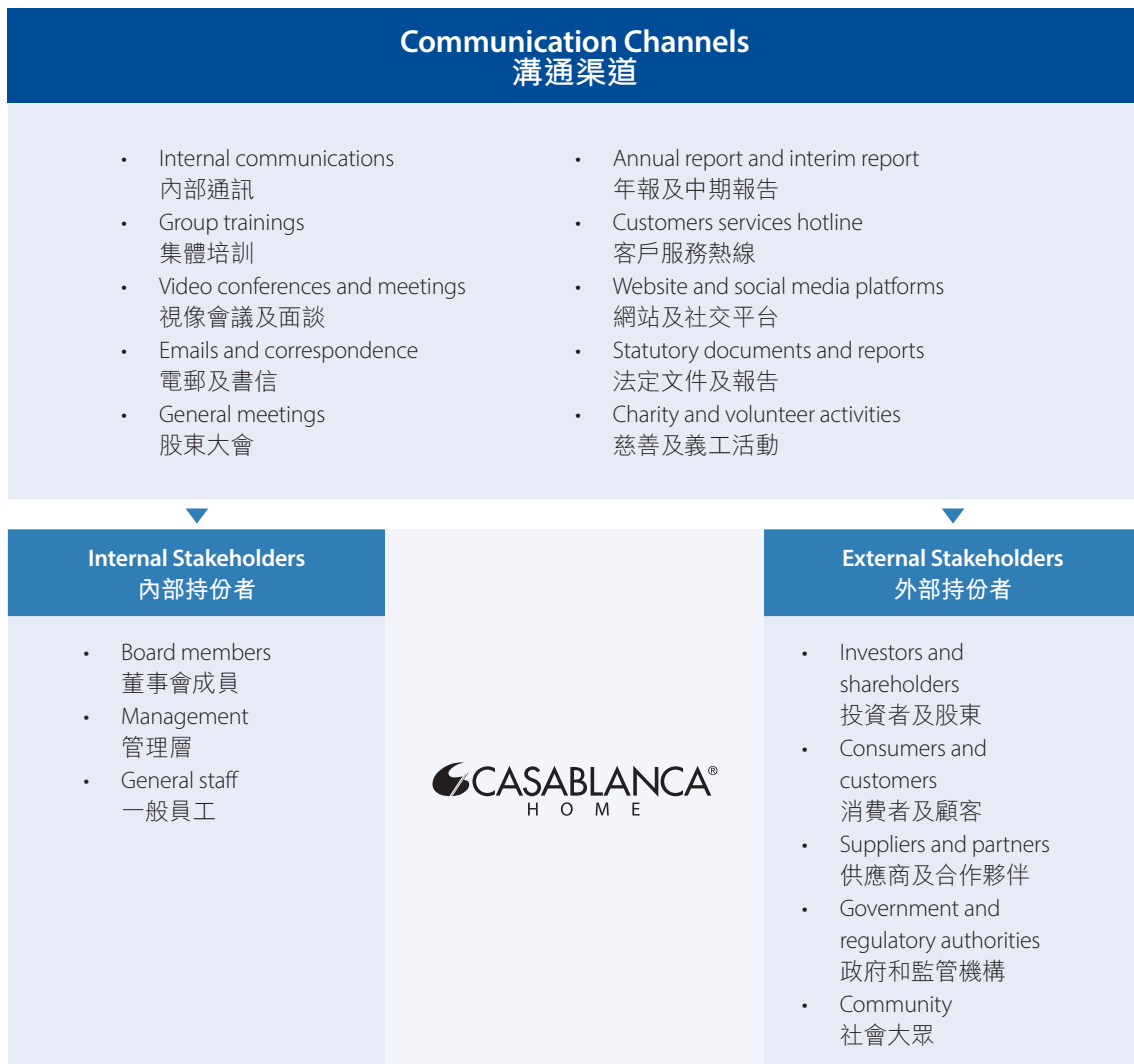 Communication Channels
溝通渠道
• Internal communications
內部通訊
• Group trainings
集體培訓
• Video conferences and meetings
視像會議及面談
• Emails and correspondence
電郵及書信
• General meetings
股東大會
• Annual report and interim report
年報及中期報告
• Customers services hotline
客戶服務熱線
• Website and social media platforms
網站及社交平台
• Statutory documents and reports
法定文件及報告
• Charity and volunteer activities
慈善及義工活動
Internal Stakeholders
內部持份者
• Board members
董事會成員
• Management
管理層
• General staff
一般員工
CASABLANCA®
HOME
External Stakeholders
外部持份者
• Investors and
shareholders
投資者及股東
• Consumers and
customers
消費者及顧客
• Suppliers and partners
供應商及合作夥伴
• Government and
regulatory authorities
政府和監管機構
• Community
社會大眾